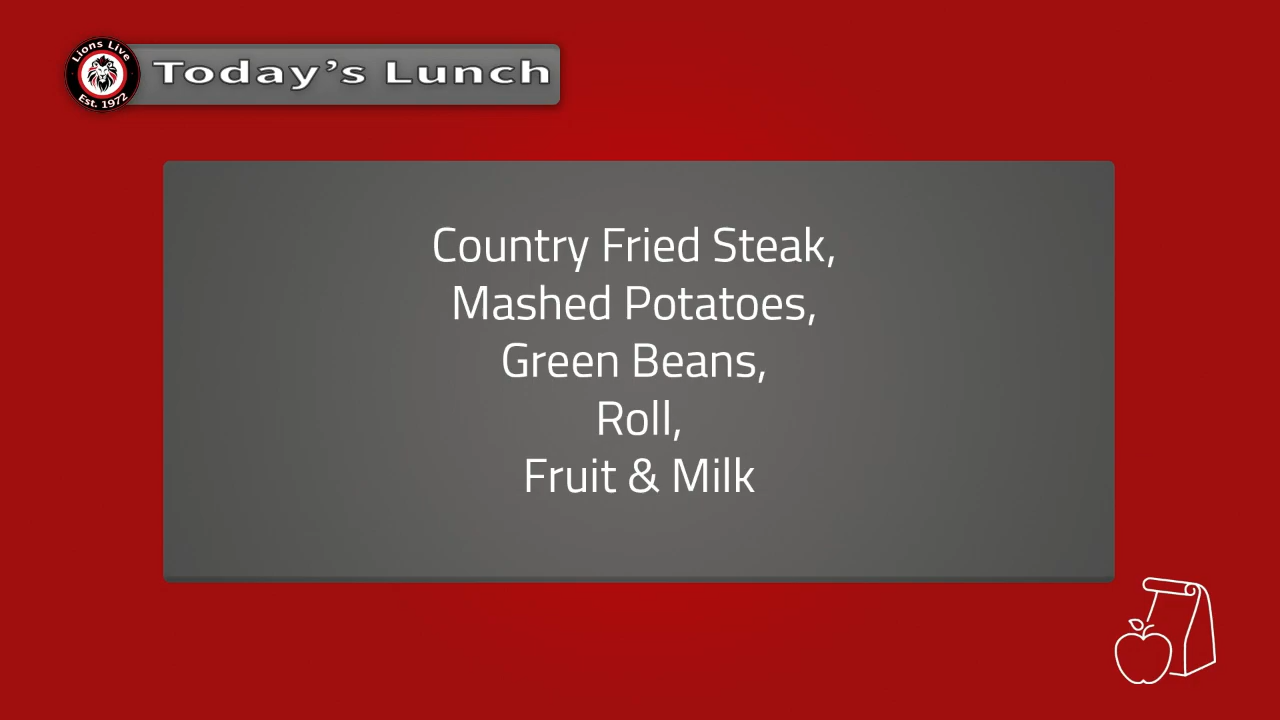 Lions Live
Est. 1972
Today's Lunch
Country Fried Steak,
Mashed Potatoes,
Green Beans,
Roll,
Fruit & Milk